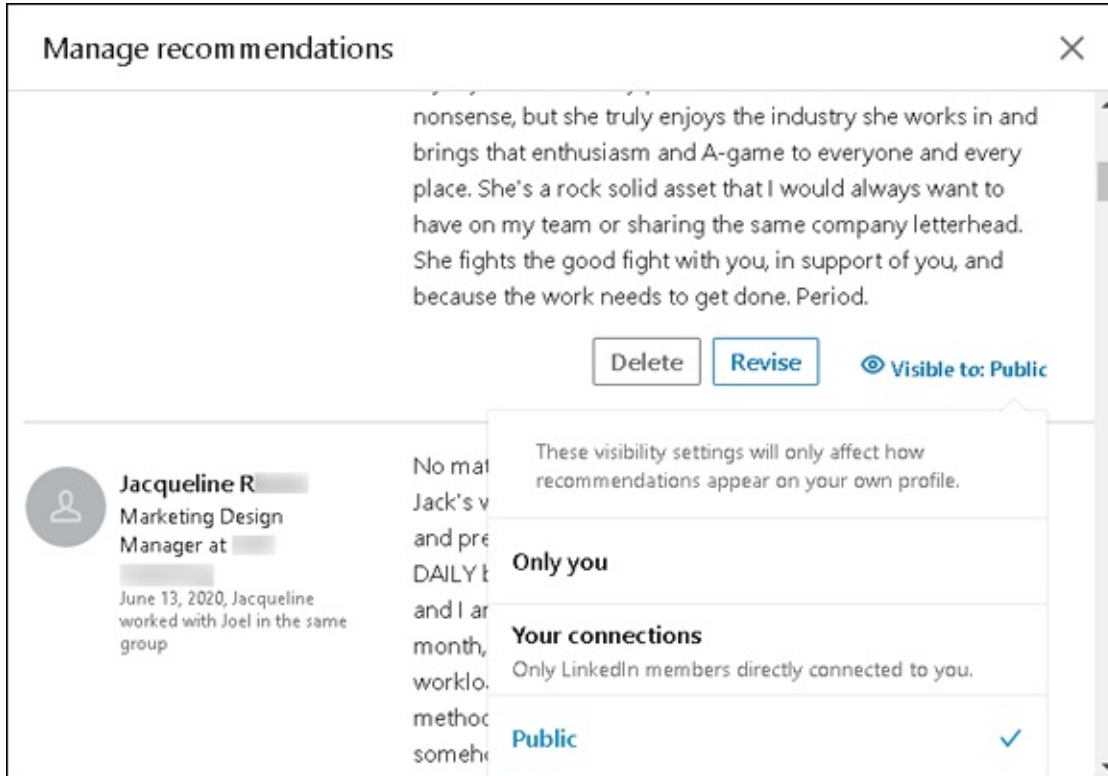 Manage recommendations
nonsense, but she truly enjoys the industry she works in and
brings that enthusiasm and A-game to everyone and every
place. She's a rock solid asset that I would always want to
have on my team or sharing the same company letterhead.
She fights the good fight with you, in support of you, and
because the work needs to get done. Period.
Delete
Revise
Visible to: Public
Jacqueline R
Marketing Design
Manager at
June 13, 2020, Jacqueline
worked with Joel in the same
group
No mat
Jack's v
and pre
DAILY b
and I ar
month,
worklo
method
someh
These visibility settings will only affect how
recommendations appear on your own profile.
Only you
Your connections
Only LinkedIn members directly connected to you.
Public